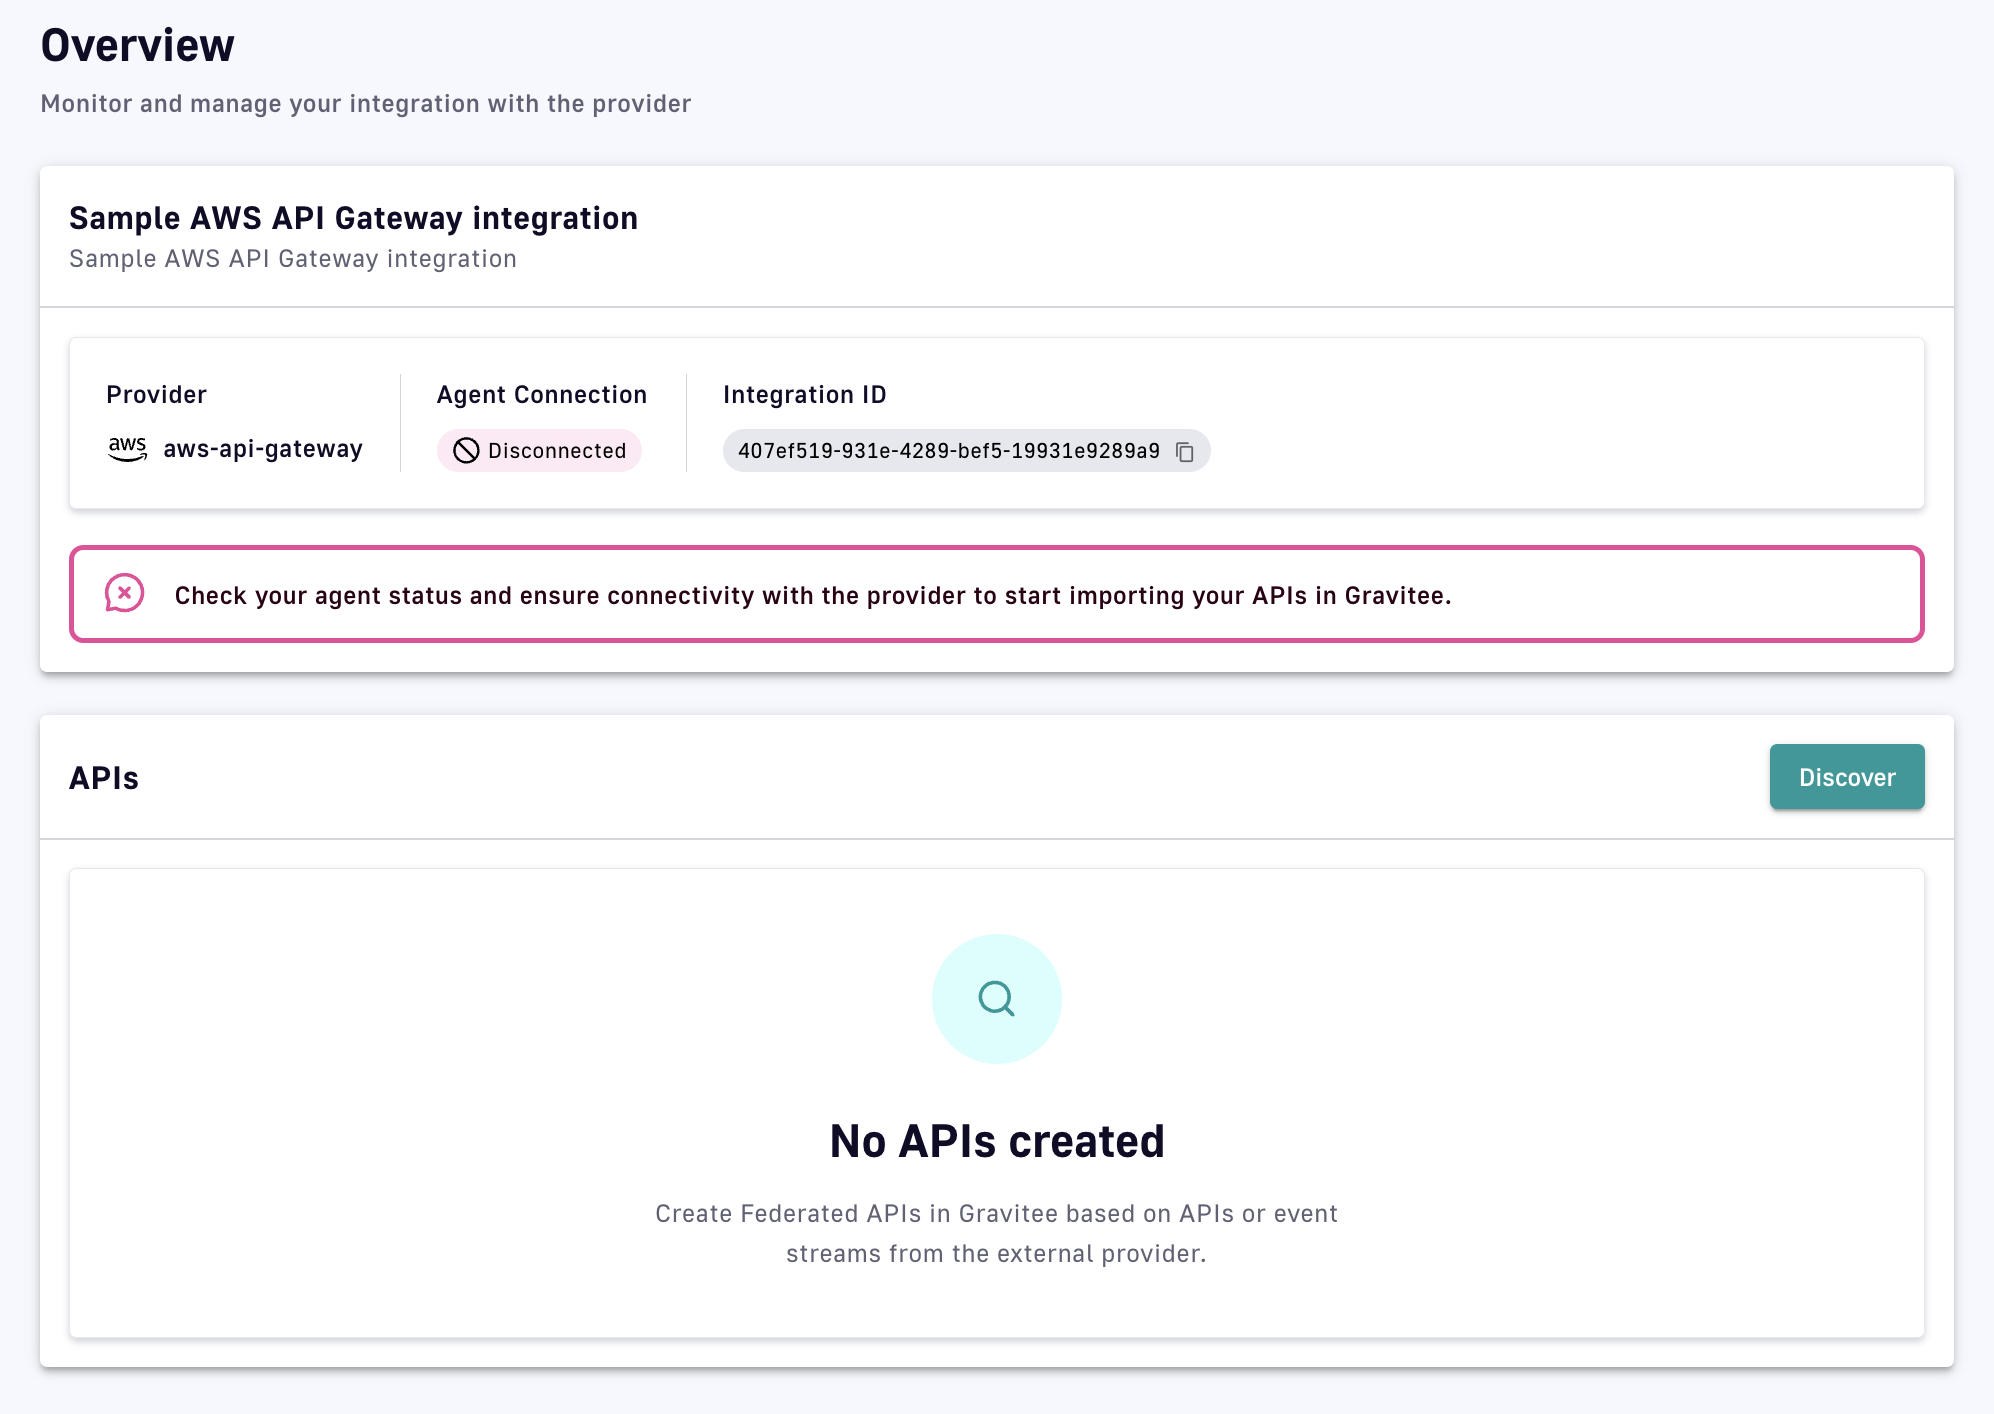 Overview
Monitor and manage your integration with the provider
Sample AWS API Gateway integration
Sample AWS API Gateway integration
Provider
Agent Connection
Integration ID
aws aws-api-gateway
Disconnected
407ef519-931e-4289-bef5-19931e9289a9
Check your agent status and ensure connectivity with the provider to start importing your APIs in Gravitee.
APIs
Discover
No APIs created
Create Federated APIs in Gravitee based on APIs or event
streams from the external provider.